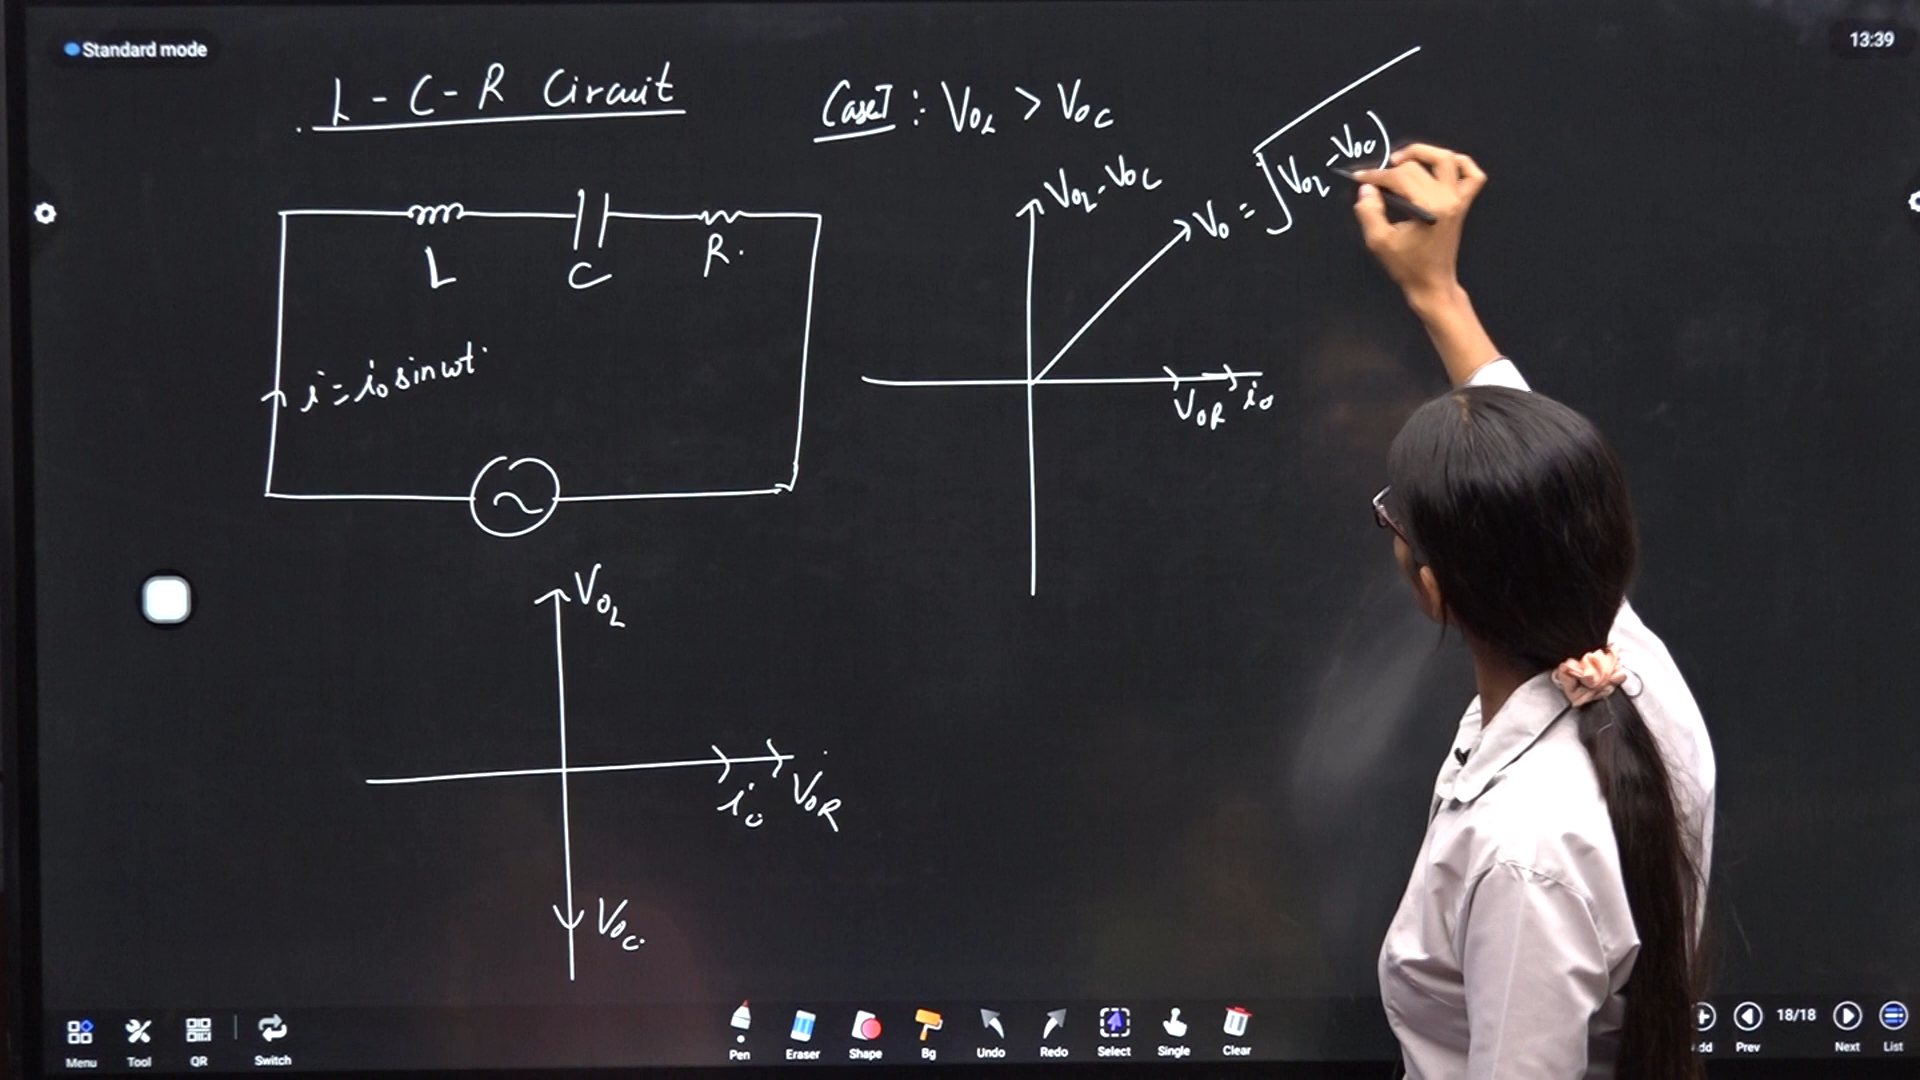 Standard mode
13:39
L - C - R Circuit
Case I : V0L > V0C
L
C
R.
i = i0 sin wt
V0L - V0C
V0 = √(V0L - V0C)
V0R i0
V0L
i0 V0R
V0C
Menu Tool QR Switch Pen Eraser Shape Bg Undo Redo Select Single Clear dd Prev 18/18 Next List